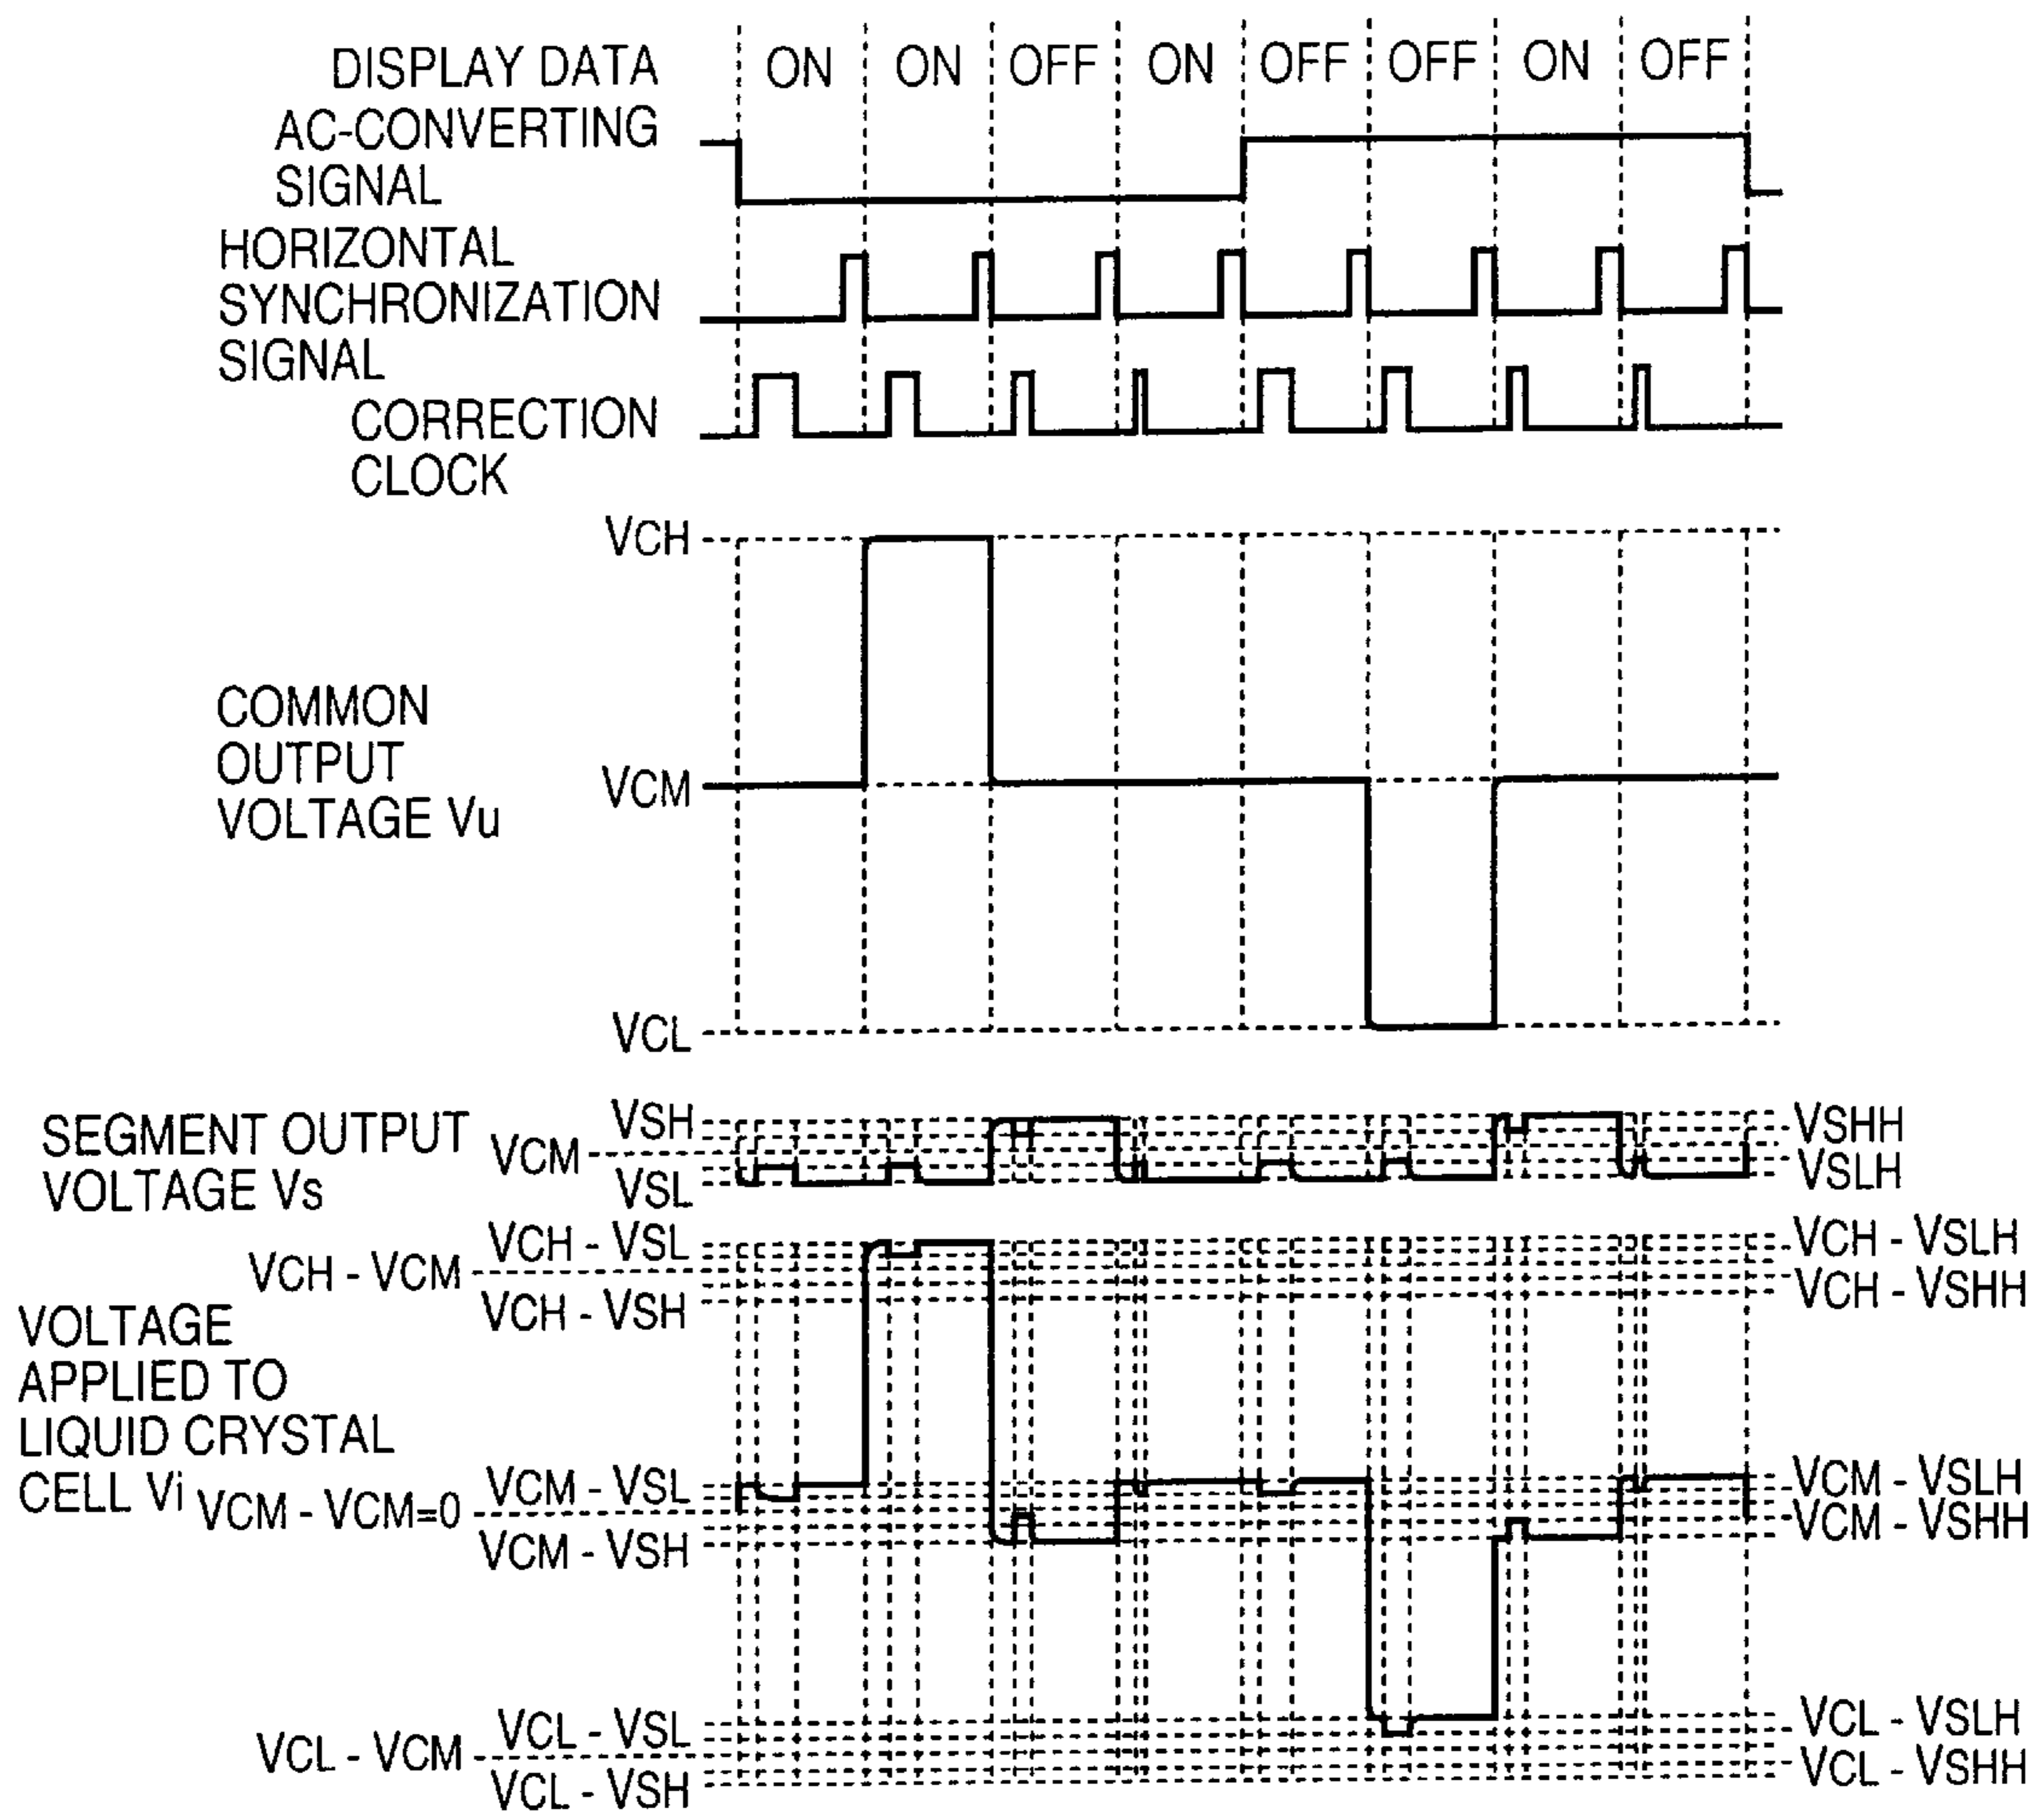 DISPLAY DATA ON ON OFF ON OFF OFF ON OFF
AC-CONVERTING
SIGNAL
HORIZONTAL
SYNCHRONIZATION
SIGNAL
CORRECTION
CLOCK
VCH
COMMON
OUTPUT
VOLTAGE Vu
VCM
VCL
SEGMENT OUTPUT
VOLTAGE Vs
VSH
VCM
VSL
VSHH
VSLH
VCH - VSL
VCH - VCM
VCH - VSH
VCH - VSLH
VCH - VSHH
VOLTAGE
APPLIED TO
LIQUID CRYSTAL
CELL Vi
VCM - VSL
VCM - VCM=0
VCM - VSH
VCM - VSLH
VCM - VSHH
VCL - VSL
VCL - VCM
VCL - VSH
VCL - VSLH
VCL - VSHH